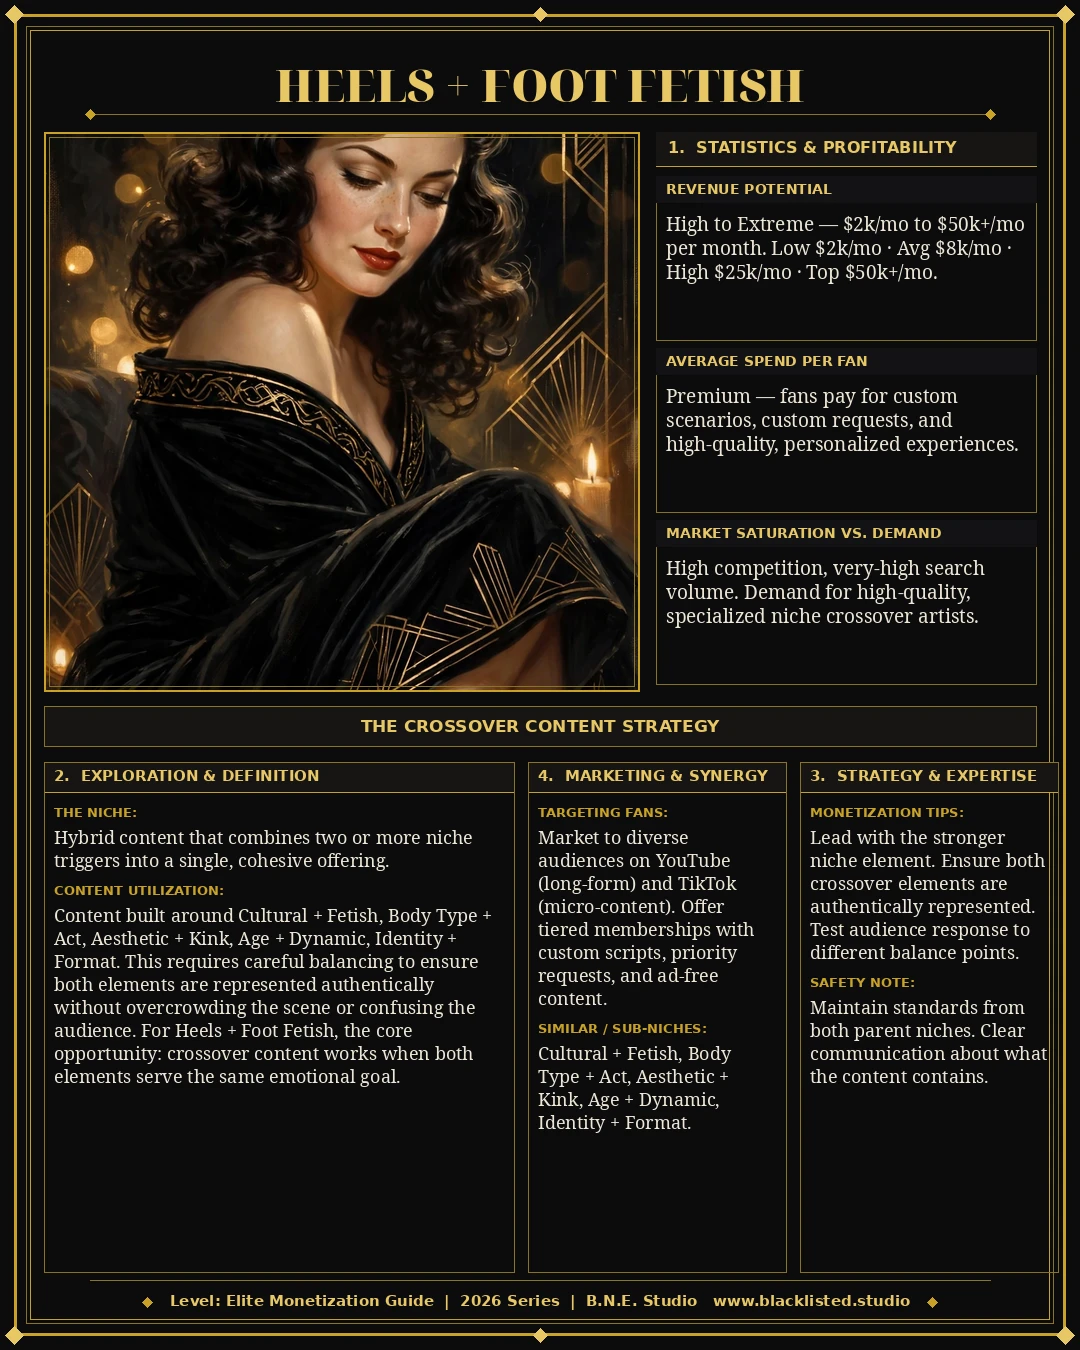 HEELS + FOOT FETISH
1. STATISTICS & PROFITABILITY
REVENUE POTENTIAL
High to Extreme — $2k/mo to $50k+/mo
per month. Low $2k/mo · Avg $8k/mo ·
High $25k/mo · Top $50k+/mo.
AVERAGE SPEND PER FAN
Premium — fans pay for custom
scenarios, custom requests, and
high-quality, personalized experiences.
MARKET SATURATION VS. DEMAND
High competition, very-high search
volume. Demand for high-quality,
specialized niche crossover artists.
THE CROSSOVER CONTENT STRATEGY
2. EXPLORATION & DEFINITION
THE NICHE:
Hybrid content that combines two or more niche
triggers into a single, cohesive offering.
CONTENT UTILIZATION:
Content built around Cultural + Fetish, Body Type +
Act, Aesthetic + Kink, Age + Dynamic, Identity +
Format. This requires careful balancing to ensure
both elements are represented authentically
without overcrowding the scene or confusing the
audience. For Heels + Foot Fetish, the core
opportunity: crossover content works when both
elements serve the same emotional goal.
4. MARKETING & SYNERGY
TARGETING FANS:
Market to diverse
audiences on YouTube
(long-form) and TikTok
(micro-content). Offer
tiered memberships with
custom scripts, priority
requests, and ad-free
content.
SIMILAR / SUB-NICHES:
Cultural + Fetish, Body
Type + Act, Aesthetic +
Kink, Age + Dynamic,
Identity + Format.
3. STRATEGY & EXPERTISE
MONETIZATION TIPS:
Lead with the stronger
niche element. Ensure both
crossover elements are
authentically represented.
Test audience response to
different balance points.
SAFETY NOTE:
Maintain standards from
both parent niches. Clear
communication about what
the content contains.
Level: Elite Monetization Guide | 2026 Series | B.N.E. Studio www.blacklisted.studio